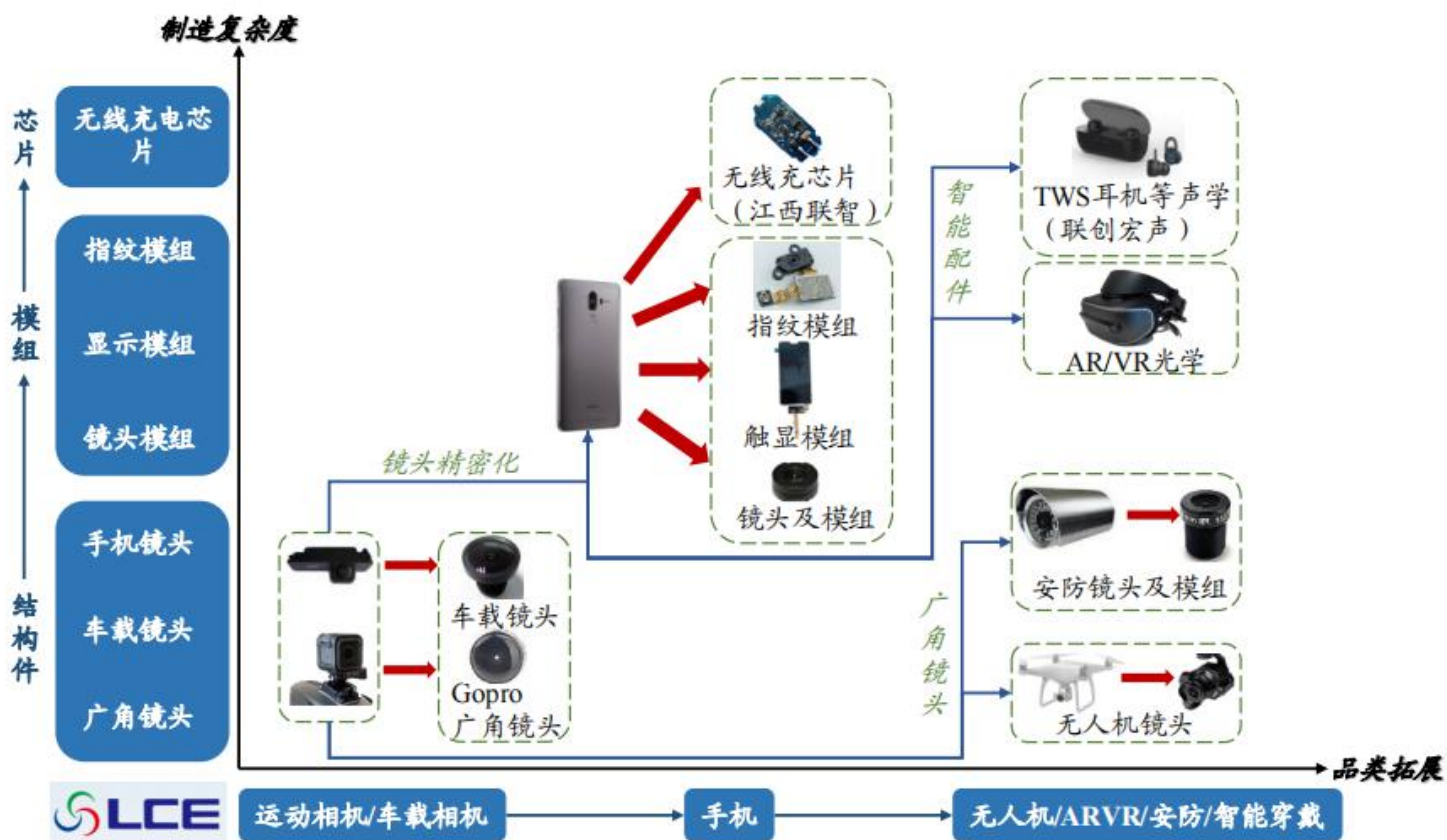 制造复杂度
芯片
无线充电芯
片
模组
指纹模组
显示模组
镜头模组
结构件
手机镜头
车载镜头
广角镜头
镜头精密化
车载镜头
Gopro
广角镜头
无线充芯片
（江西联智）
指纹模组
触显模组
镜头及模组
智能配件
TWS耳机等声学
（联创宏声）
AR/VR光学
广角镜头
安防镜头及模组
无人机镜头
品类拓展
LCE
运动相机/车载相机
手机
无人机/ARVR/安防/智能穿戴